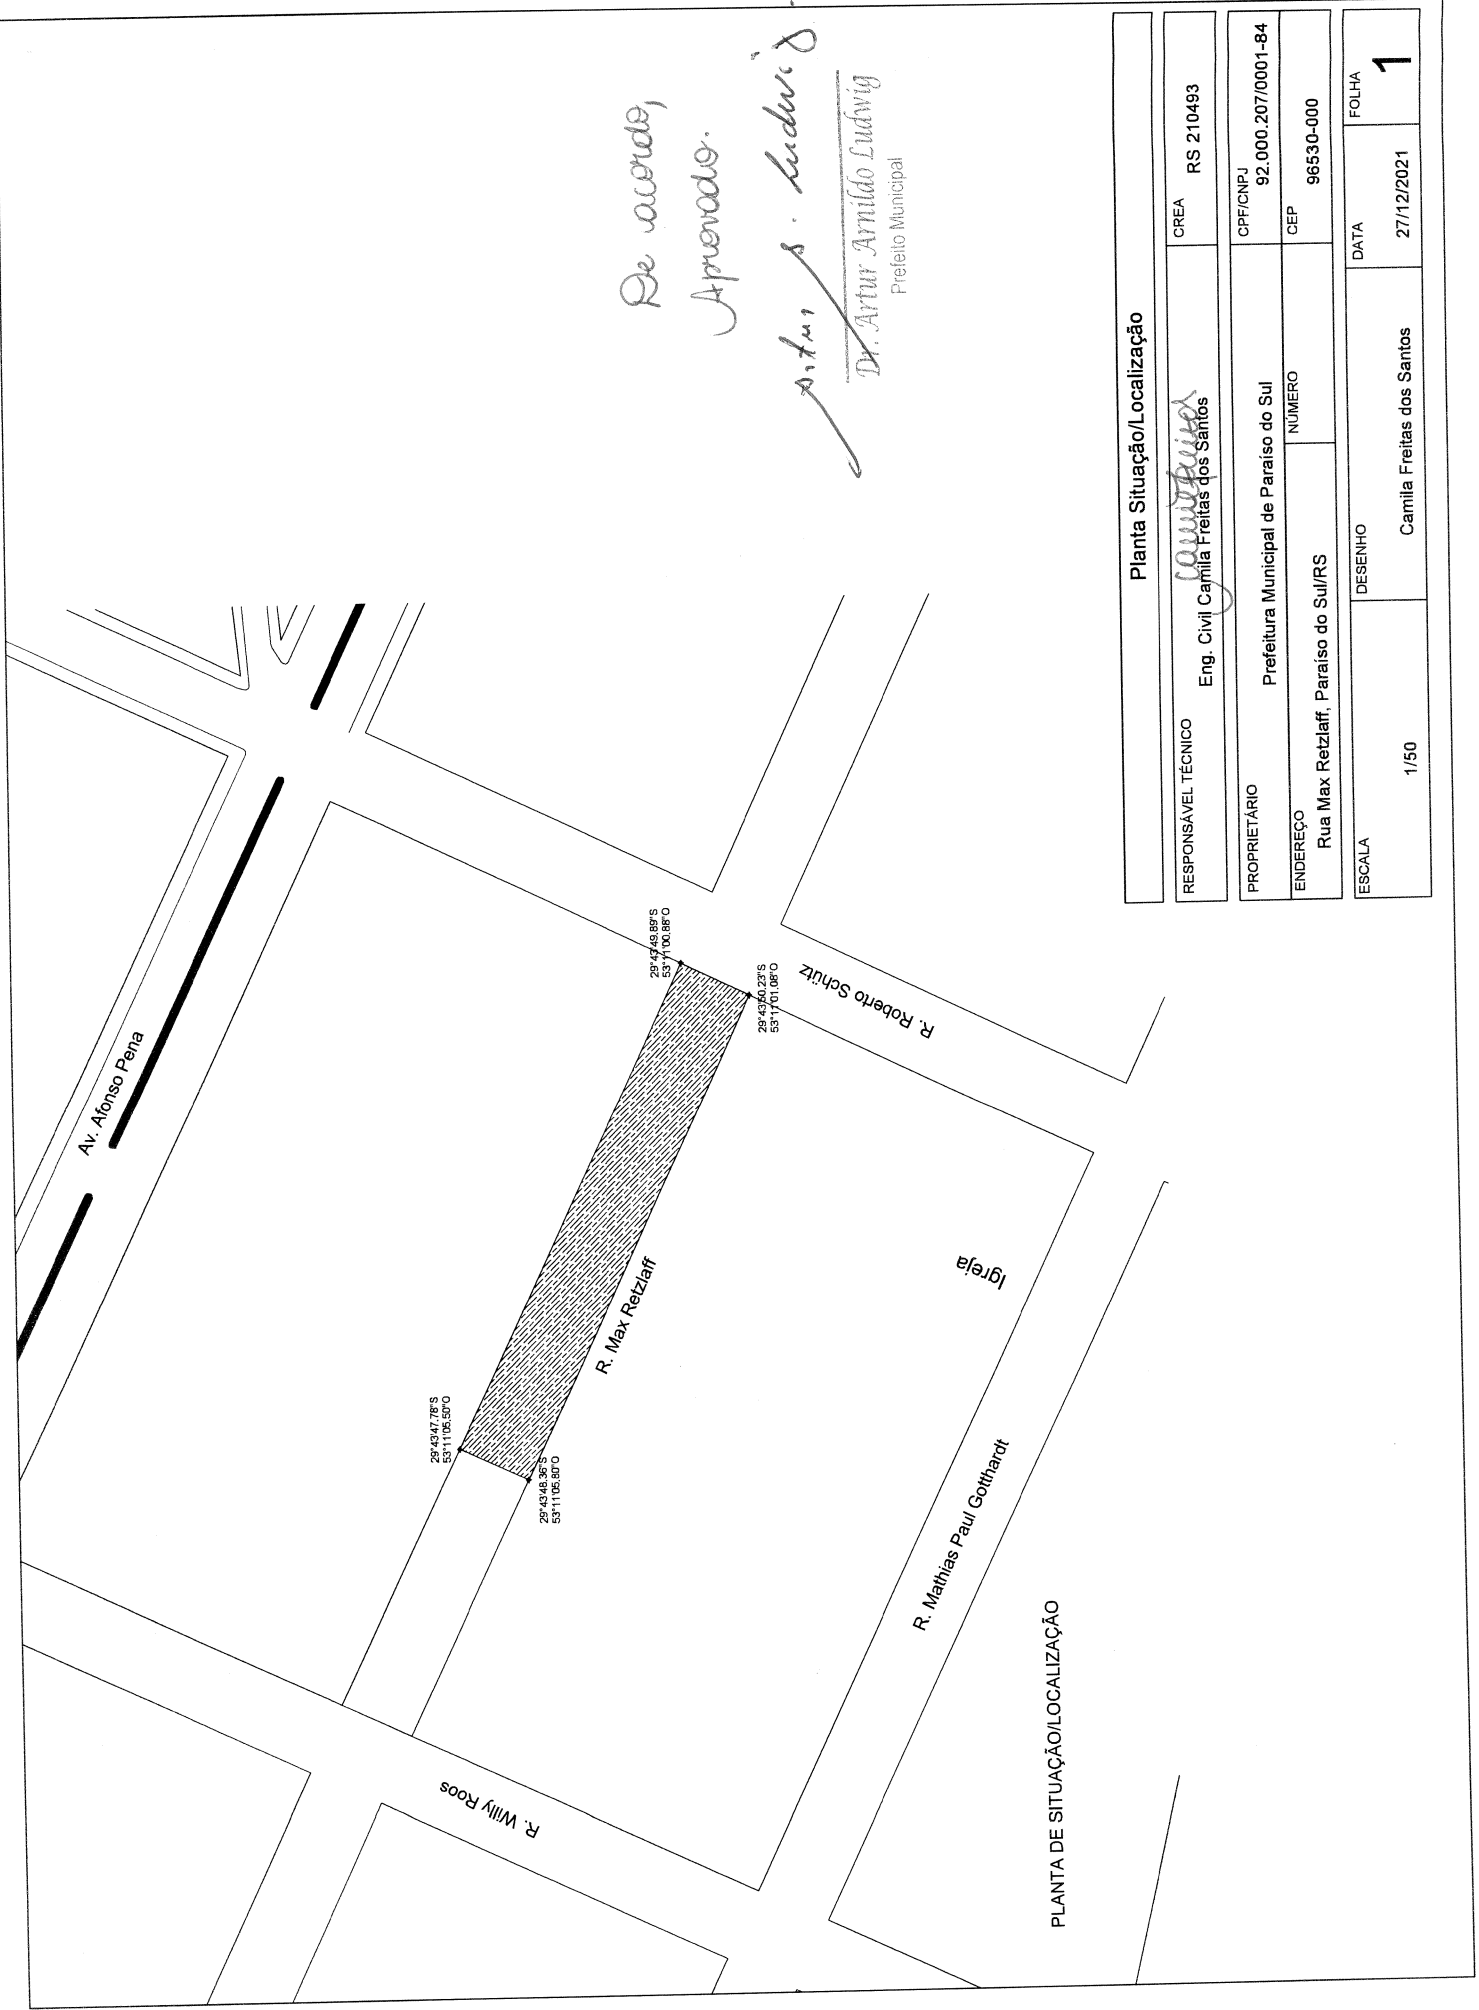 Av. Afonso Pena
29°43'49.89"S
53°11'00.88"O
29°43'50.23"S
53°11'01.08"O
R. Roberto Schütz
29°43'47.78"S
53°11'05.50"O
29°43'48.36"S
53°11'05.80"O
R. Max Retzlaff
R. Willy Roos
Igreja
R. Mathias Paul Gotthardt
PLANTA DE SITUAÇÃO/LOCALIZAÇÃO
De acordo,
Aprovado.
Artur A. Ludwig
Dr. Artur Arnildo Ludwig
Prefeito Municipal
Planta Situação/Localização
RESPONSÁVEL TÉCNICO
Eng. Civil Camila Freitas dos Santos
CREA
RS 210493
PROPRIETÁRIO
Prefeitura Municipal de Paraíso do Sul
CPF/CNPJ
92.000.207/0001-84
ENDEREÇO
Rua Max Retzlaff, Paraíso do Sul/RS
NÚMERO
CEP
96530-000
ESCALA
1/50
DESENHO
Camila Freitas dos Santos
DATA
27/12/2021
FOLHA
1